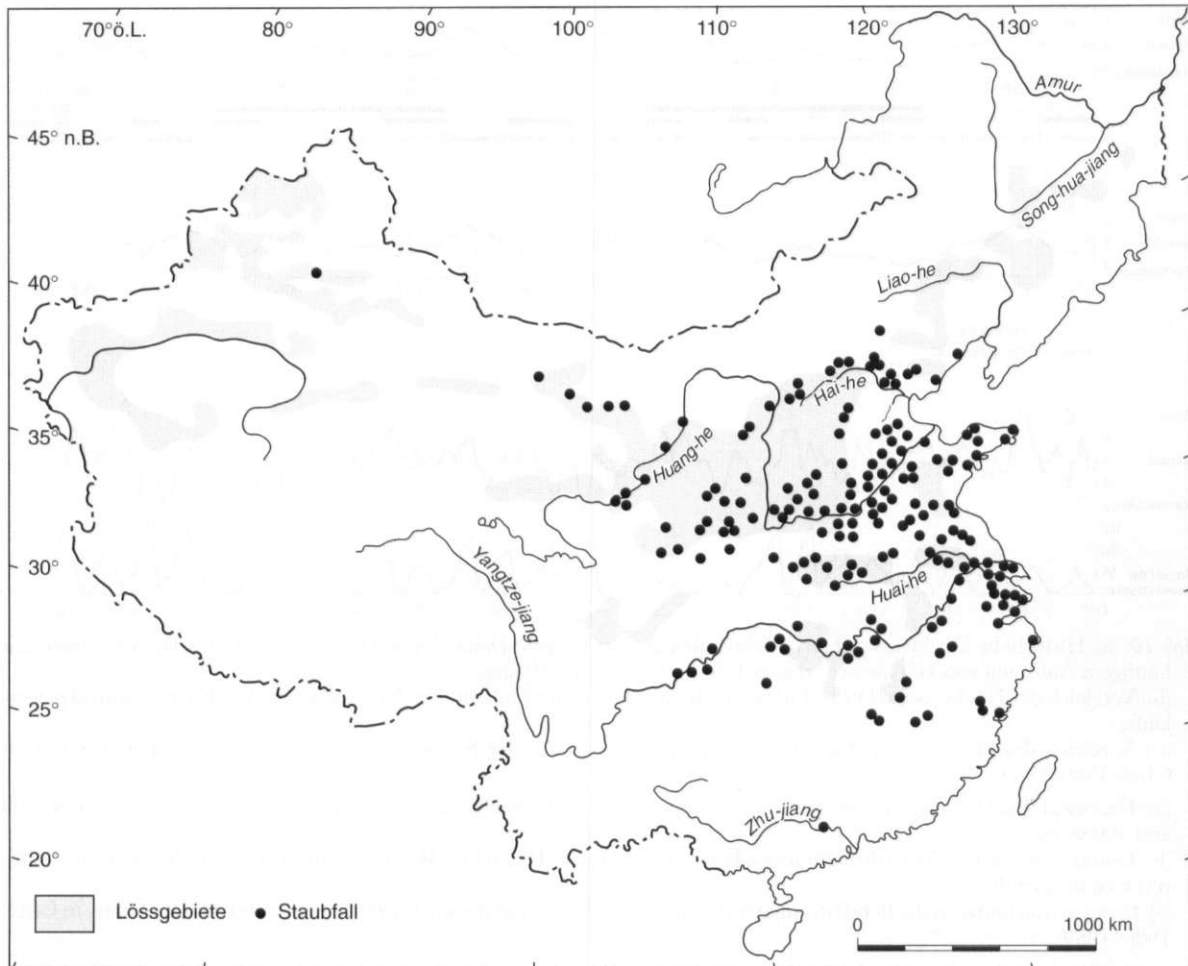 70°ö.L. 80° 90° 100° 110° 120° 130°
Amur
45° n.B.
Song-hua-jiang
40°
Liao-he
Hai-he
35°
Huang-he
30°
Yangtze-jiang
Huai-he
25°
Zhu-jiang
20°
Lössgebiete
Staubfall
0 1000 km